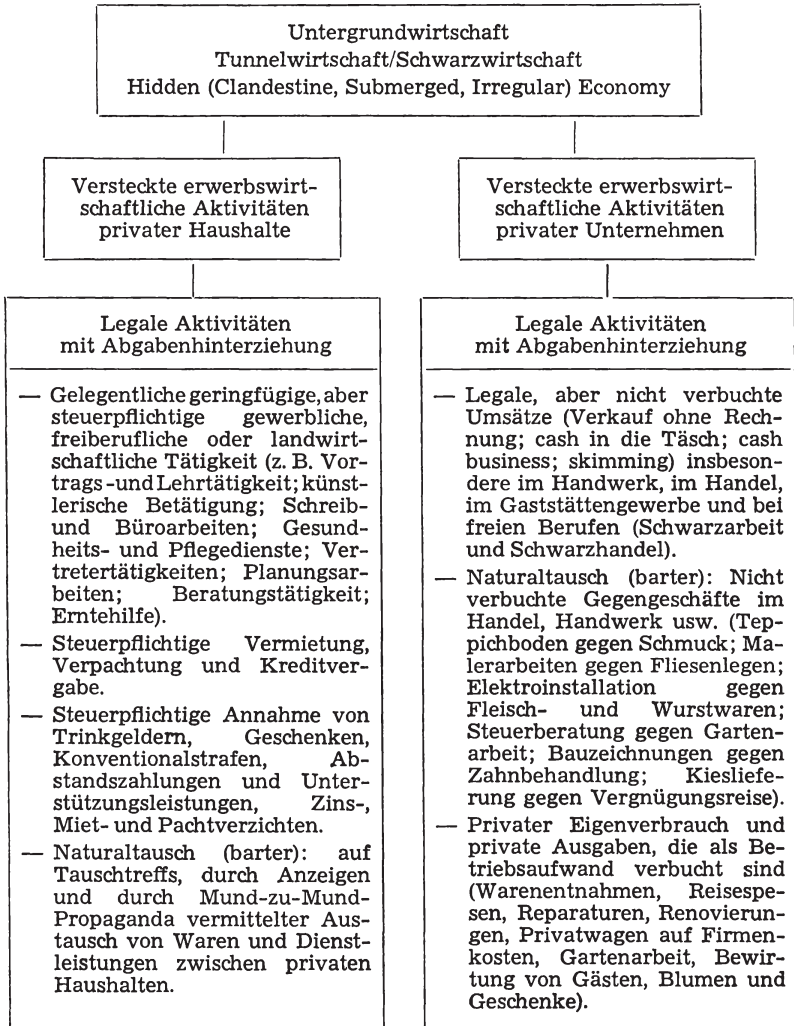 Untergrundwirtschaft
Tunnelwirtschaft/Schwarzwirtschaft
Hidden (Clandestine, Submerged, Irregular) Economy
Versteckte erwerbswirt-
schaftliche Aktivitäten
privater Haushalte
Versteckte erwerbswirt-
schaftliche Aktivitäten
privater Unternehmen
Legale Aktivitäten
mit Abgabenhinterziehung
— Gelegentliche geringfügige, aber
steuerpflichtige gewerbliche,
freiberufliche oder landwirt-
schaftliche Tätigkeit (z. B. Vor-
trags -und Lehrtätigkeit; künst-
lerische Betätigung; Schreib-
und Büroarbeiten; Gesund-
heits- und Pflegedienste; Ver-
tretertätigkeiten; Planungsar-
beiten; Beratungstätigkeit;
Erntehilfe).
— Steuerpflichtige Vermietung,
Verpachtung und Kreditver-
gabe.
— Steuerpflichtige Annahme von
Trinkgeldern, Geschenken,
Konventionalstrafen, Ab-
standszahlungen und Unter-
stützungsleistungen, Zins-,
Miet- und Pachtverzichten.
— Naturaltausch (barter): auf
Tauschtreffs, durch Anzeigen
und durch Mund-zu-Mund-
Propaganda vermittelter Aus-
tausch von Waren und Dienst-
leistungen zwischen privaten
Haushalten.
Legale Aktivitäten
mit Abgabenhinterziehung
— Legale, aber nicht verbuchte
Umsätze (Verkauf ohne Rech-
nung; cash in die Täsch; cash
business; skimming) insbeson-
dere im Handwerk, im Handel,
im Gaststättengewerbe und bei
freien Berufen (Schwarzarbeit
und Schwarzhandel).
— Naturaltausch (barter): Nicht
verbuchte Gegengeschäfte im
Handel, Handwerk usw. (Tep-
pichboden gegen Schmuck; Ma-
lerarbeiten gegen Fliesenlegen;
Elektroinstallation gegen
Fleisch- und Wurstwaren;
Steuerberatung gegen Garten-
arbeit; Bauzeichnungen gegen
Zahnbehandlung; Kiesliefe-
rung gegen Vergnügungsreise).
— Privater Eigenverbrauch und
private Ausgaben, die als Be-
triebsaufwand verbucht sind
(Warenentnahmen, Reisespe-
sen, Reparaturen, Renovierun-
gen, Privatwagen auf Firmen-
kosten, Gartenarbeit, Bewir-
tung von Gästen, Blumen und
Geschenke).